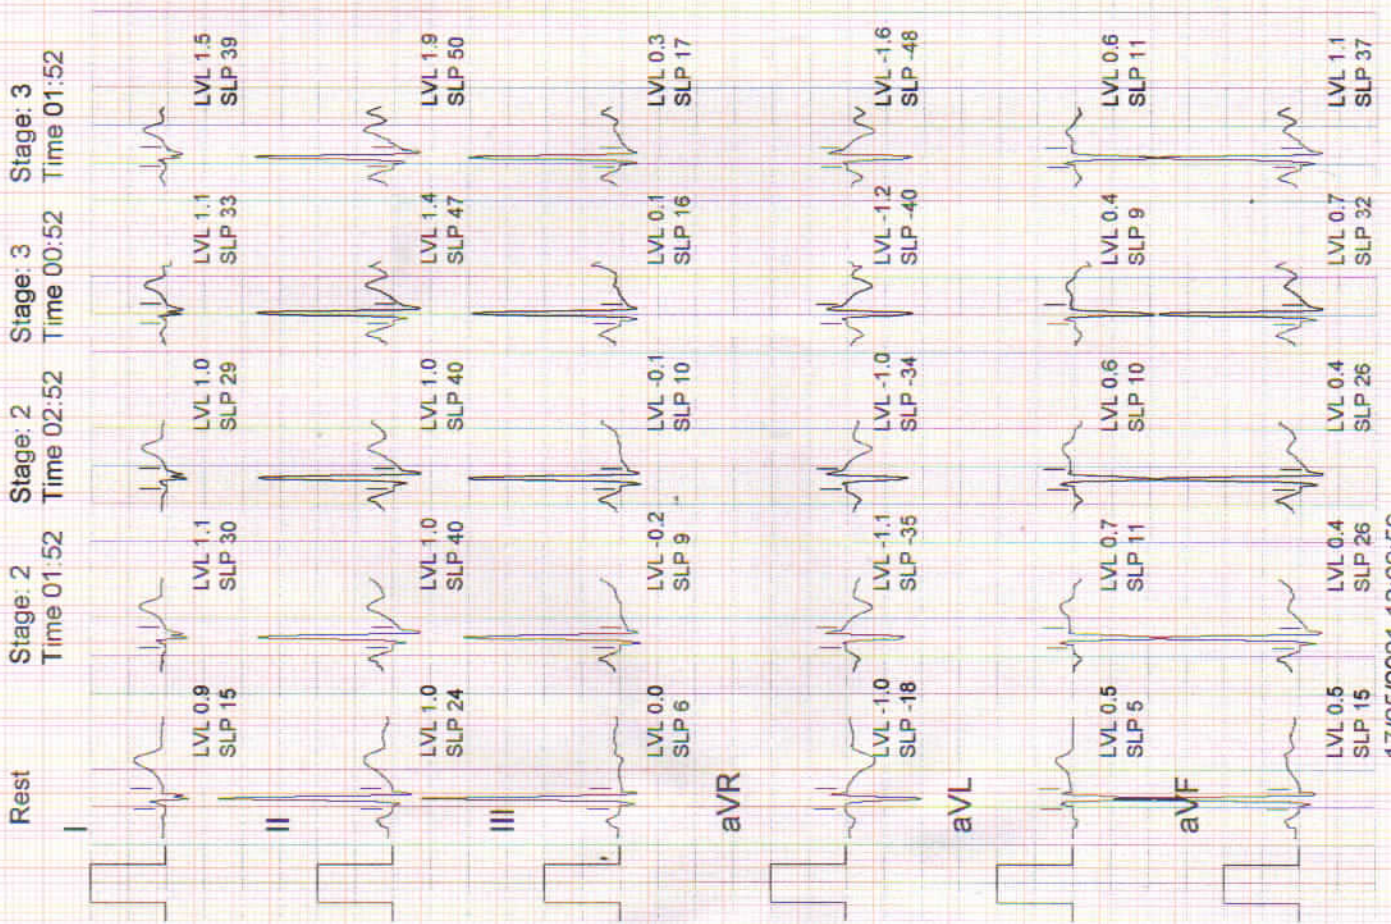 Rest Stage: 2 Stage: 2 Stage: 3 Stage: 3
Time 01:52 Time 02:52 Time 00:52 Time 01:52
I
LVL 0.9 LVL 1.1 LVL 1.0 LVL 1.1 LVL 1.5
SLP 15 SLP 30 SLP 29 SLP 33 SLP 39
II
LVL 1.0 LVL 1.0 LVL 1.0 LVL 1.4 LVL 1.9
SLP 24 SLP 40 SLP 40 SLP 47 SLP 50
III
LVL 0.0 LVL -0.2 LVL -0.1 LVL 0.1 LVL 0.3
SLP 6 SLP 9 SLP 10 SLP 16 SLP 17
aVR
LVL -1.0 LVL -1.1 LVL -1.0 LVL -1.2 LVL -1.6
SLP -18 SLP -35 SLP -34 SLP -40 SLP -48
aVL
LVL 0.5 LVL 0.7 LVL 0.6 LVL 0.4 LVL 0.6
SLP 5 SLP 11 SLP 10 SLP 9 SLP 11
aVF
LVL 0.5 LVL 0.4 LVL 0.4 LVL 0.7 LVL 1.1
SLP 15 SLP 26 SLP 26 SLP 32 SLP 37